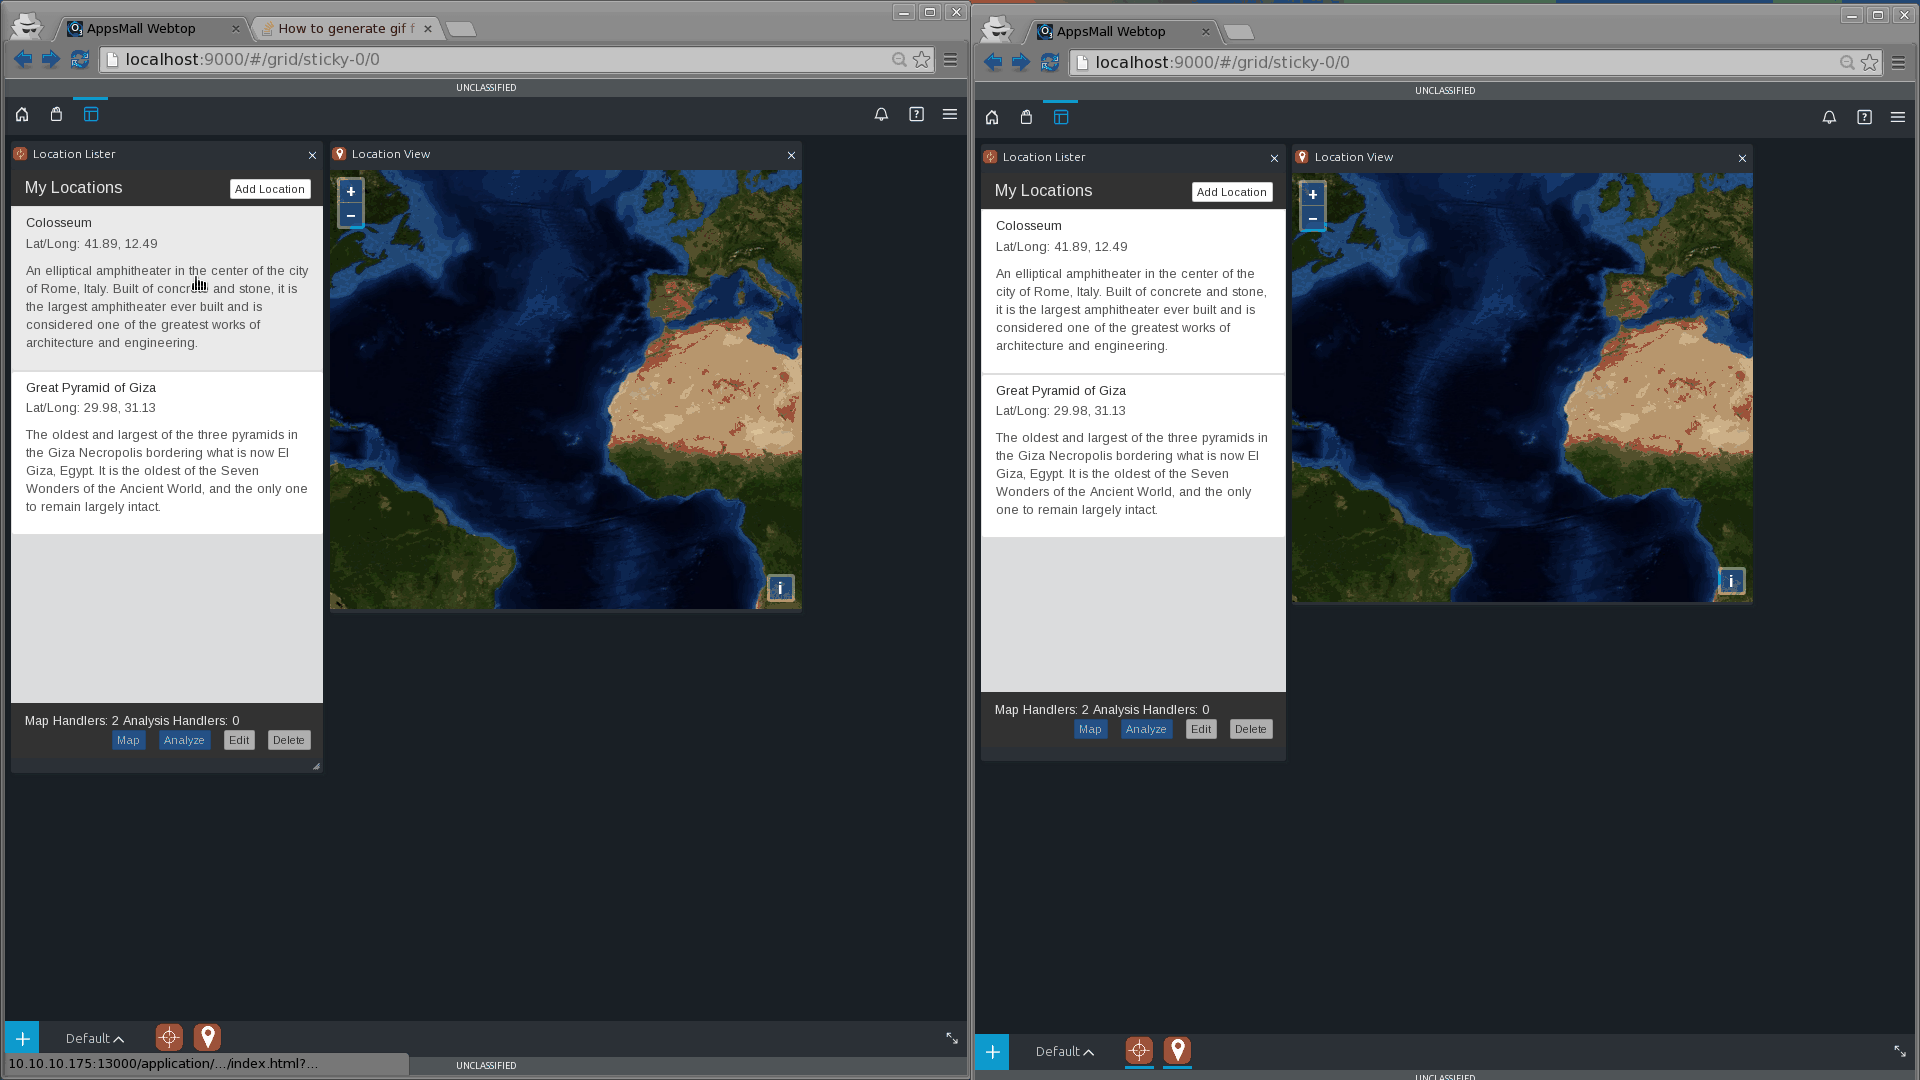 AppsMall Webtop
How to generate gif f
localhost:9000/#/grid/sticky-0/0
UNCLASSIFIED
Location Lister
My Locations
Add Location
Colosseum
Lat/Long: 41.89, 12.49
An elliptical amphitheater in the center of the city
of Rome, Italy. Built of concrete and stone, it is
the largest amphitheater ever built and is
considered one of the greatest works of
architecture and engineering.
Great Pyramid of Giza
Lat/Long: 29.98, 31.13
The oldest and largest of the three pyramids in
the Giza Necropolis bordering what is now El
Giza, Egypt. It is the oldest of the Seven
Wonders of the Ancient World, and the only one
to remain largely intact.
Map Handlers: 2 Analysis Handlers: 0
Map Analyze Edit Delete
Location View
+
−
i
+ Default
10.10.10.175:13000/application/.../index.html?...
UNCLASSIFIED
AppsMall Webtop
localhost:9000/#/grid/sticky-0/0
UNCLASSIFIED
Location Lister
My Locations
Add Location
Colosseum
Lat/Long: 41.89, 12.49
An elliptical amphitheater in the center of the
city of Rome, Italy. Built of concrete and stone,
it is the largest amphitheater ever built and is
considered one of the greatest works of
architecture and engineering.
Great Pyramid of Giza
Lat/Long: 29.98, 31.13
The oldest and largest of the three pyramids in
the Giza Necropolis bordering what is now El
Giza, Egypt. It is the oldest of the Seven
Wonders of the Ancient World, and the only
one to remain largely intact.
Map Handlers: 2 Analysis Handlers: 0
Map Analyze Edit Delete
Location View
+
−
i
+ Default
UNCLASSIFIED